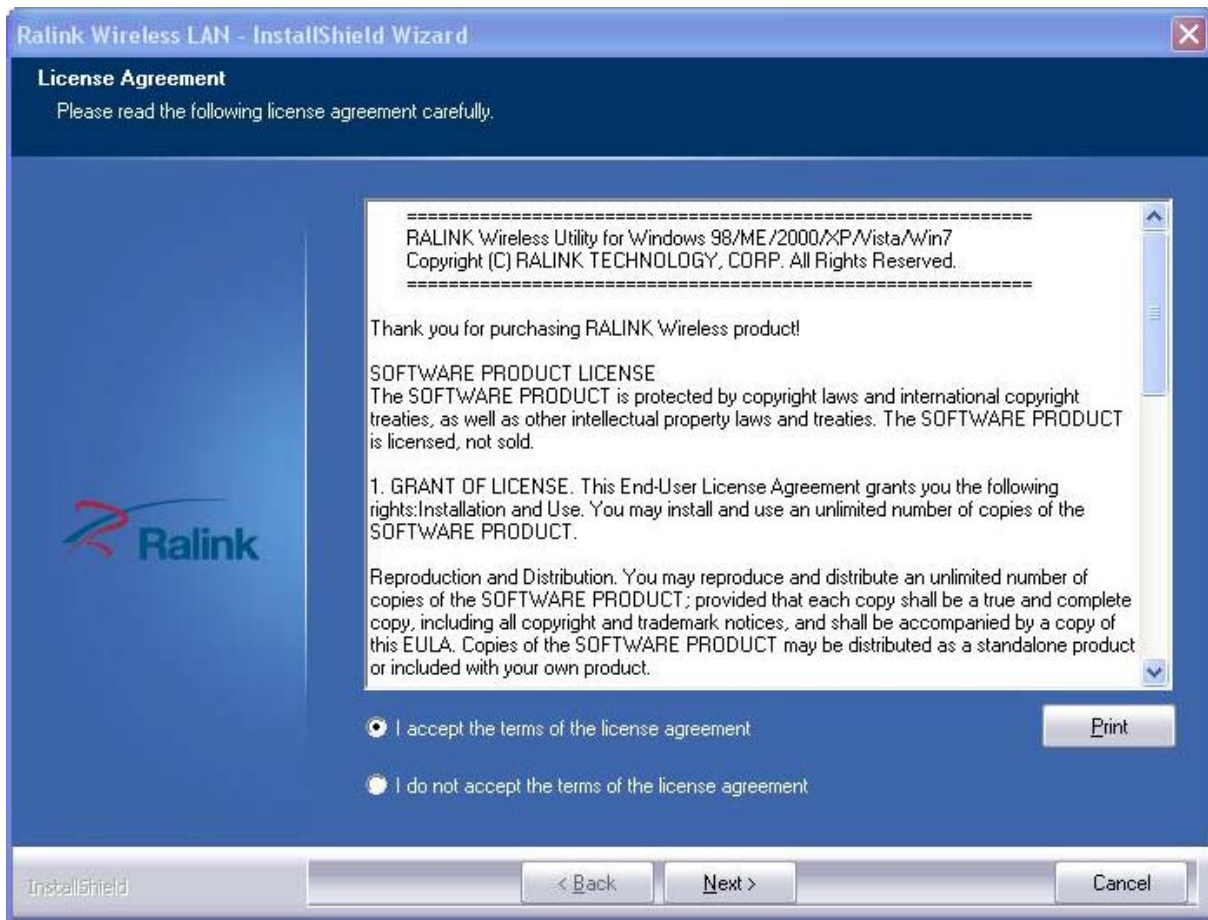 Ralink Wireless LAN - InstallShield Wizard
License Agreement
Please read the following license agreement carefully.
============================================================
RALINK Wireless Utility for Windows 98/ME/2000/XP/Vista/Win7
Copyright (C) RALINK TECHNOLOGY, CORP. All Rights Reserved.
============================================================
Thank you for purchasing RALINK Wireless product!
SOFTWARE PRODUCT LICENSE
The SOFTWARE PRODUCT is protected by copyright laws and international copyright
treaties, as well as other intellectual property laws and treaties. The SOFTWARE PRODUCT
is licensed, not sold.
1. GRANT OF LICENSE. This End-User License Agreement grants you the following
rights:Installation and Use. You may install and use an unlimited number of copies of the
SOFTWARE PRODUCT.
Reproduction and Distribution. You may reproduce and distribute an unlimited number of
copies of the SOFTWARE PRODUCT; provided that each copy shall be a true and complete
copy, including all copyright and trademark notices, and shall be accompanied by a copy of
this EULA. Copies of the SOFTWARE PRODUCT may be distributed as a standalone product
or included with your own product.
Ralink
I accept the terms of the license agreement
Print
I do not accept the terms of the license agreement
InstallShield
< Back
Next >
Cancel